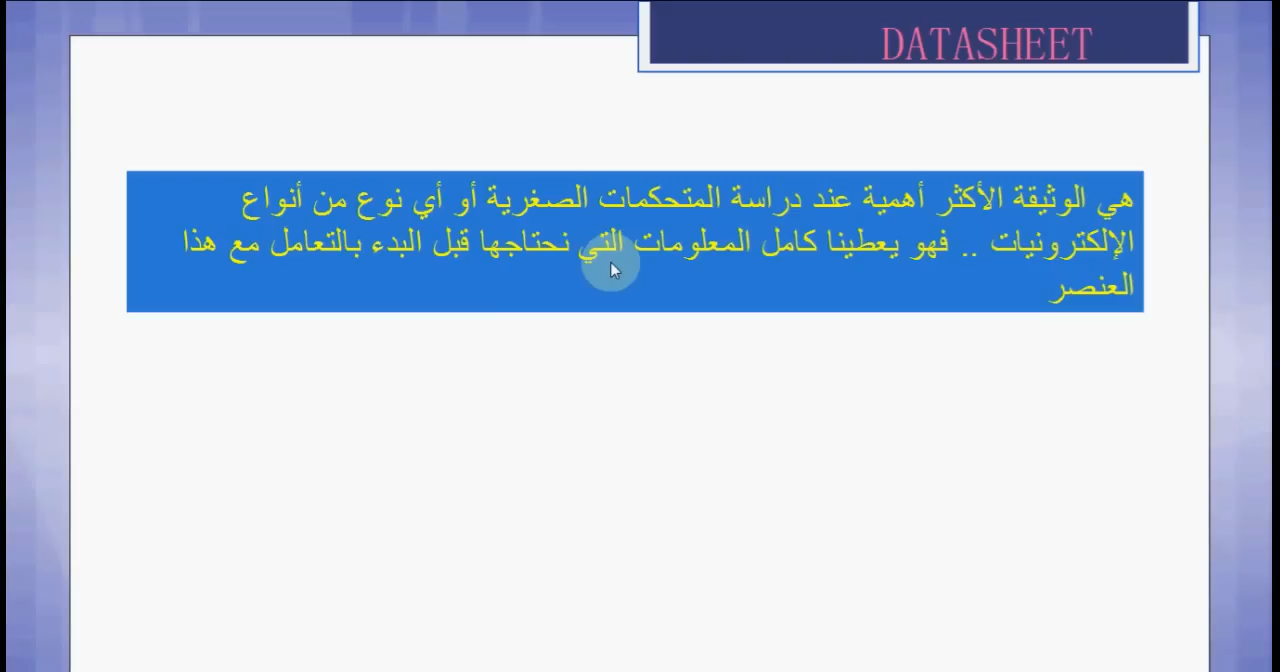 DATASHEET
هي الوثيقة الأكثر أهمية عند دراسة المتحكمات الصغرية أو أي نوع من أنواع
الإلكترونيات .. فهو يعطينا كامل المعلومات التي نحتاجها قبل البدء بالتعامل مع هذا
العنصر